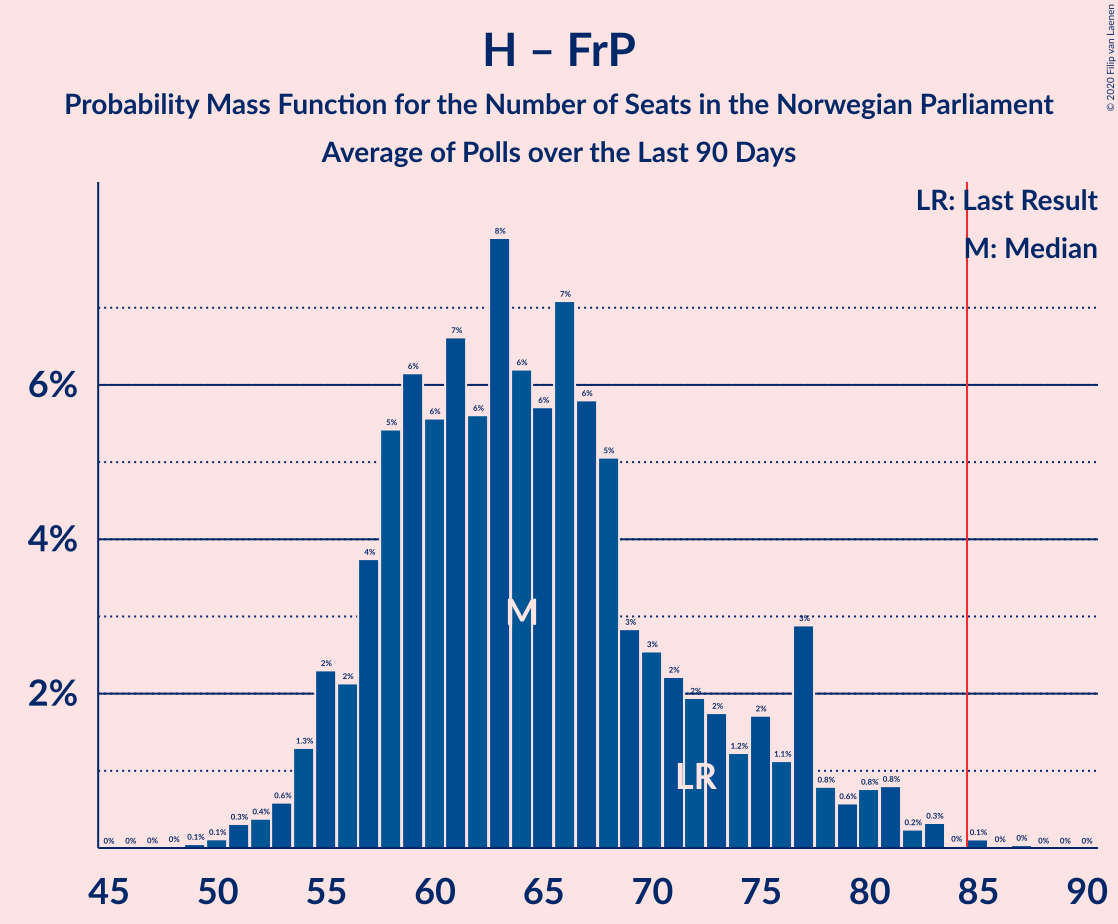 H – FrP
Probability Mass Function for the Number of Seats in the Norwegian Parliament
Average of Polls over the Last 90 Days
© 2020 Filip van Laenen
LR: Last Result
M: Median
6%
4%
2%
0% 0% 0% 0% 0.1% 0.1% 0.3% 0.4% 0.6% 1.3% 2% 2% 4% 5% 6% 6% 7% 6% 8% 6% 6% 7% 6% 5% 3% 3% 2% 2% 2% 1.2% 2% 1.1% 3% 0.8% 0.6% 0.8% 0.8% 0.2% 0.3% 0% 0.1% 0% 0% 0% 0% 0%
M
LR
45 50 55 60 65 70 75 80 85 90